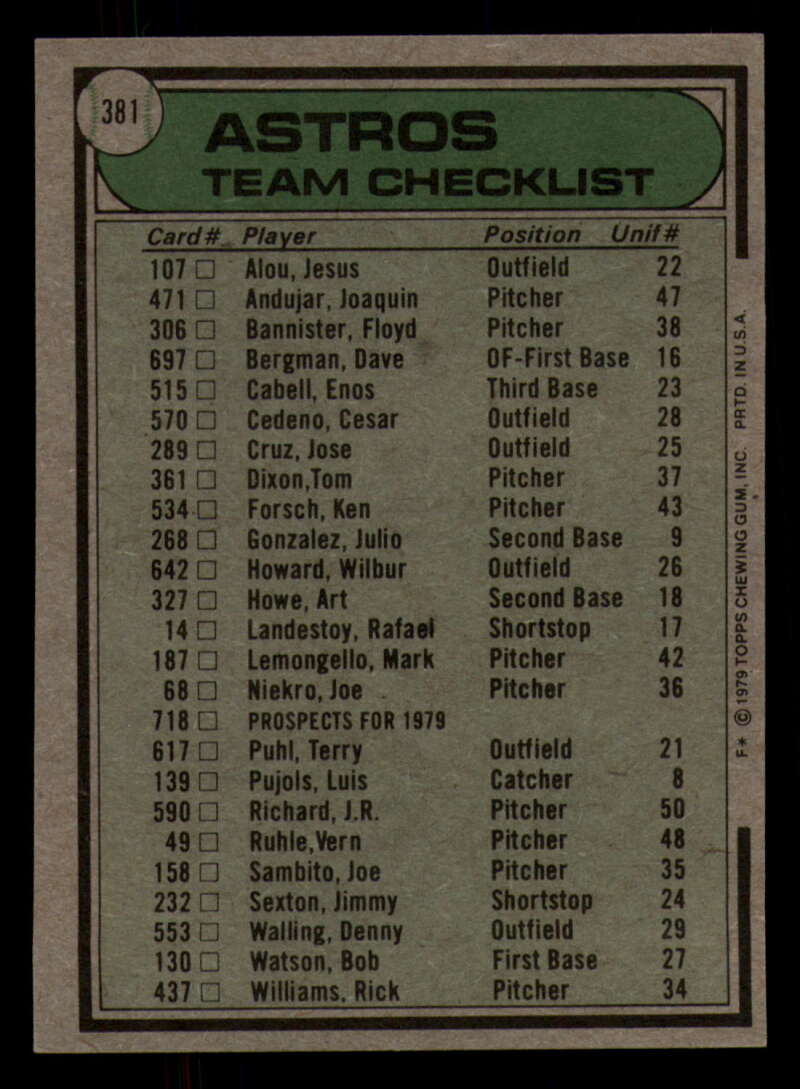 381
ASTROS
TEAM CHECKLIST
Card# Player Position Unif#
107 Alou, Jesus Outfield 22
471 Andujar, Joaquin Pitcher 47
306 Bannister, Floyd Pitcher 38
697 Bergman, Dave OF-First Base 16
515 Cabell, Enos Third Base 23
570 Cedeno, Cesar Outfield 28
289 Cruz, Jose Outfield 25
361 Dixon,Tom Pitcher 37
534 Forsch, Ken Pitcher 43
268 Gonzalez, Julio Second Base 9
642 Howard, Wilbur Outfield 26
327 Howe, Art Second Base 18
14 Landestoy, Rafael Shortstop 17
187 Lemongello, Mark Pitcher 42
68 Niekro, Joe Pitcher 36
718 PROSPECTS FOR 1979
617 Puhl, Terry Outfield 21
139 Pujols, Luis Catcher 8
590 Richard, J.R. Pitcher 50
49 Ruhle,Vern Pitcher 48
158 Sambito, Joe Pitcher 35
232 Sexton, Jimmy Shortstop 24
553 Walling, Denny Outfield 29
130 Watson, Bob First Base 27
437 Williams, Rick Pitcher 34
F* © 1979 TOPPS CHEWING GUM, INC. PRTD. IN U.S.A.